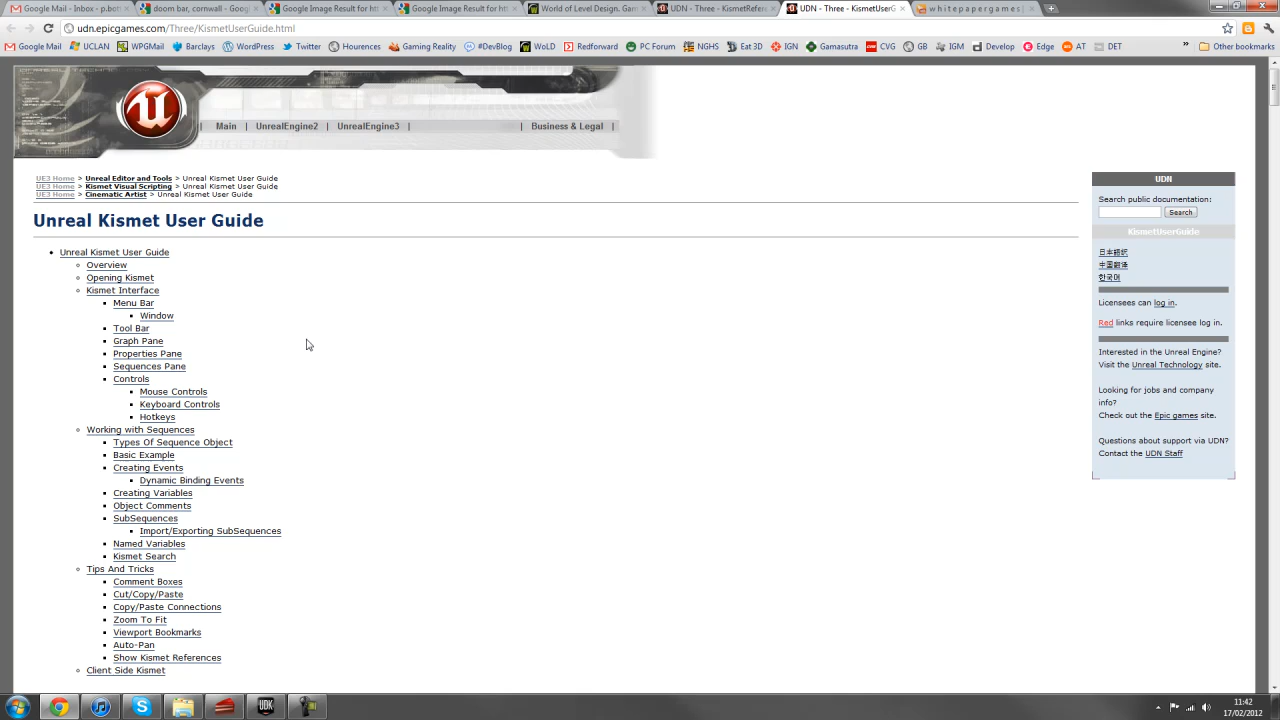 Google Mail - Inbox - p.bott
doom bar, cornwall - Googl
Google Image Result for htt
Google Image Result for htt
World of Level Design. Gam
UDN - Three - KismetRefere
UDN - Three - KismetUserG
whitepapergames |
udn.epicgames.com/Three/KismetUserGuide.html
Google Mail UCLAN WPGMail Barclays WordPress Twitter Hourences Gaming Reality #DevBlog WoLD Redforward PC Forum NGHS Eat 3D IGN Gamasutra CVG GB IGM Develop Edge AT DET » Other bookmarks
| Main | UnrealEngine2 | UnrealEngine3 | | Business & Legal |
UE3 Home > Unreal Editor and Tools > Unreal Kismet User Guide
UE3 Home > Kismet Visual Scripting > Unreal Kismet User Guide
UE3 Home > Cinematic Artist > Unreal Kismet User Guide
Unreal Kismet User Guide
Unreal Kismet User Guide
Overview
Opening Kismet
Kismet Interface
Menu Bar
Window
Tool Bar
Graph Pane
Properties Pane
Sequences Pane
Controls
Mouse Controls
Keyboard Controls
Hotkeys
Working with Sequences
Types Of Sequence Object
Basic Example
Creating Events
Dynamic Binding Events
Creating Variables
Object Comments
SubSequences
Import/Exporting SubSequences
Named Variables
Kismet Search
Tips And Tricks
Comment Boxes
Cut/Copy/Paste
Copy/Paste Connections
Zoom To Fit
Viewport Bookmarks
Auto-Pan
Show Kismet References
Client Side Kismet
UDN
Search public documentation:
Search
KismetUserGuide
日本語訳
中国翻译
한국어
Licensees can log in.
Red links require licensee log in.
Interested in the Unreal Engine?
Visit the Unreal Technology site.
Looking for jobs and company
info?
Check out the Epic games site.
Questions about support via UDN?
Contact the UDN Staff
UDK
11:42
17/02/2012